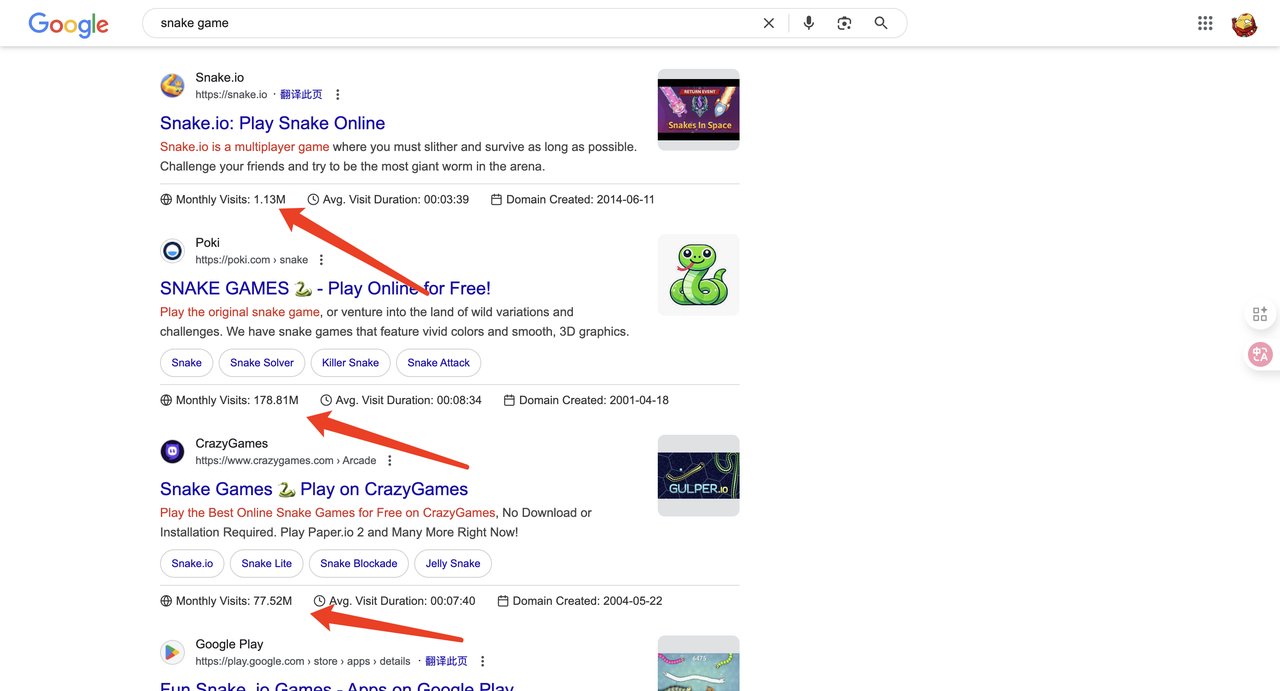 Google
snake game
Snake.io
https://snake.io · 翻译此页
Snake.io: Play Snake Online
Snake.io is a multiplayer game where you must slither and survive as long as possible.
Challenge your friends and try to be the most giant worm in the arena.
RETURN EVENT
Snakes In Space
Monthly Visits: 1.13M Avg. Visit Duration: 00:03:39 Domain Created: 2014-06-11
Poki
https://poki.com › snake
SNAKE GAMES 🐍 - Play Online for Free!
Play the original snake game, or venture into the land of wild variations and
challenges. We have snake games that feature vivid colors and smooth, 3D graphics.
Snake Snake Solver Killer Snake Snake Attack
Monthly Visits: 178.81M Avg. Visit Duration: 00:08:34 Domain Created: 2001-04-18
CrazyGames
https://www.crazygames.com › Arcade
Snake Games 🐍 Play on CrazyGames
Play the Best Online Snake Games for Free on CrazyGames, No Download or
Installation Required. Play Paper.io 2 and Many More Right Now!
GULPER.io
Snake.io Snake Lite Snake Blockade Jelly Snake
Monthly Visits: 77.52M Avg. Visit Duration: 00:07:40 Domain Created: 2004-05-22
Google Play
https://play.google.com › store › apps › details · 翻译此页
Fun Snake .io Games - Apps on Google Play